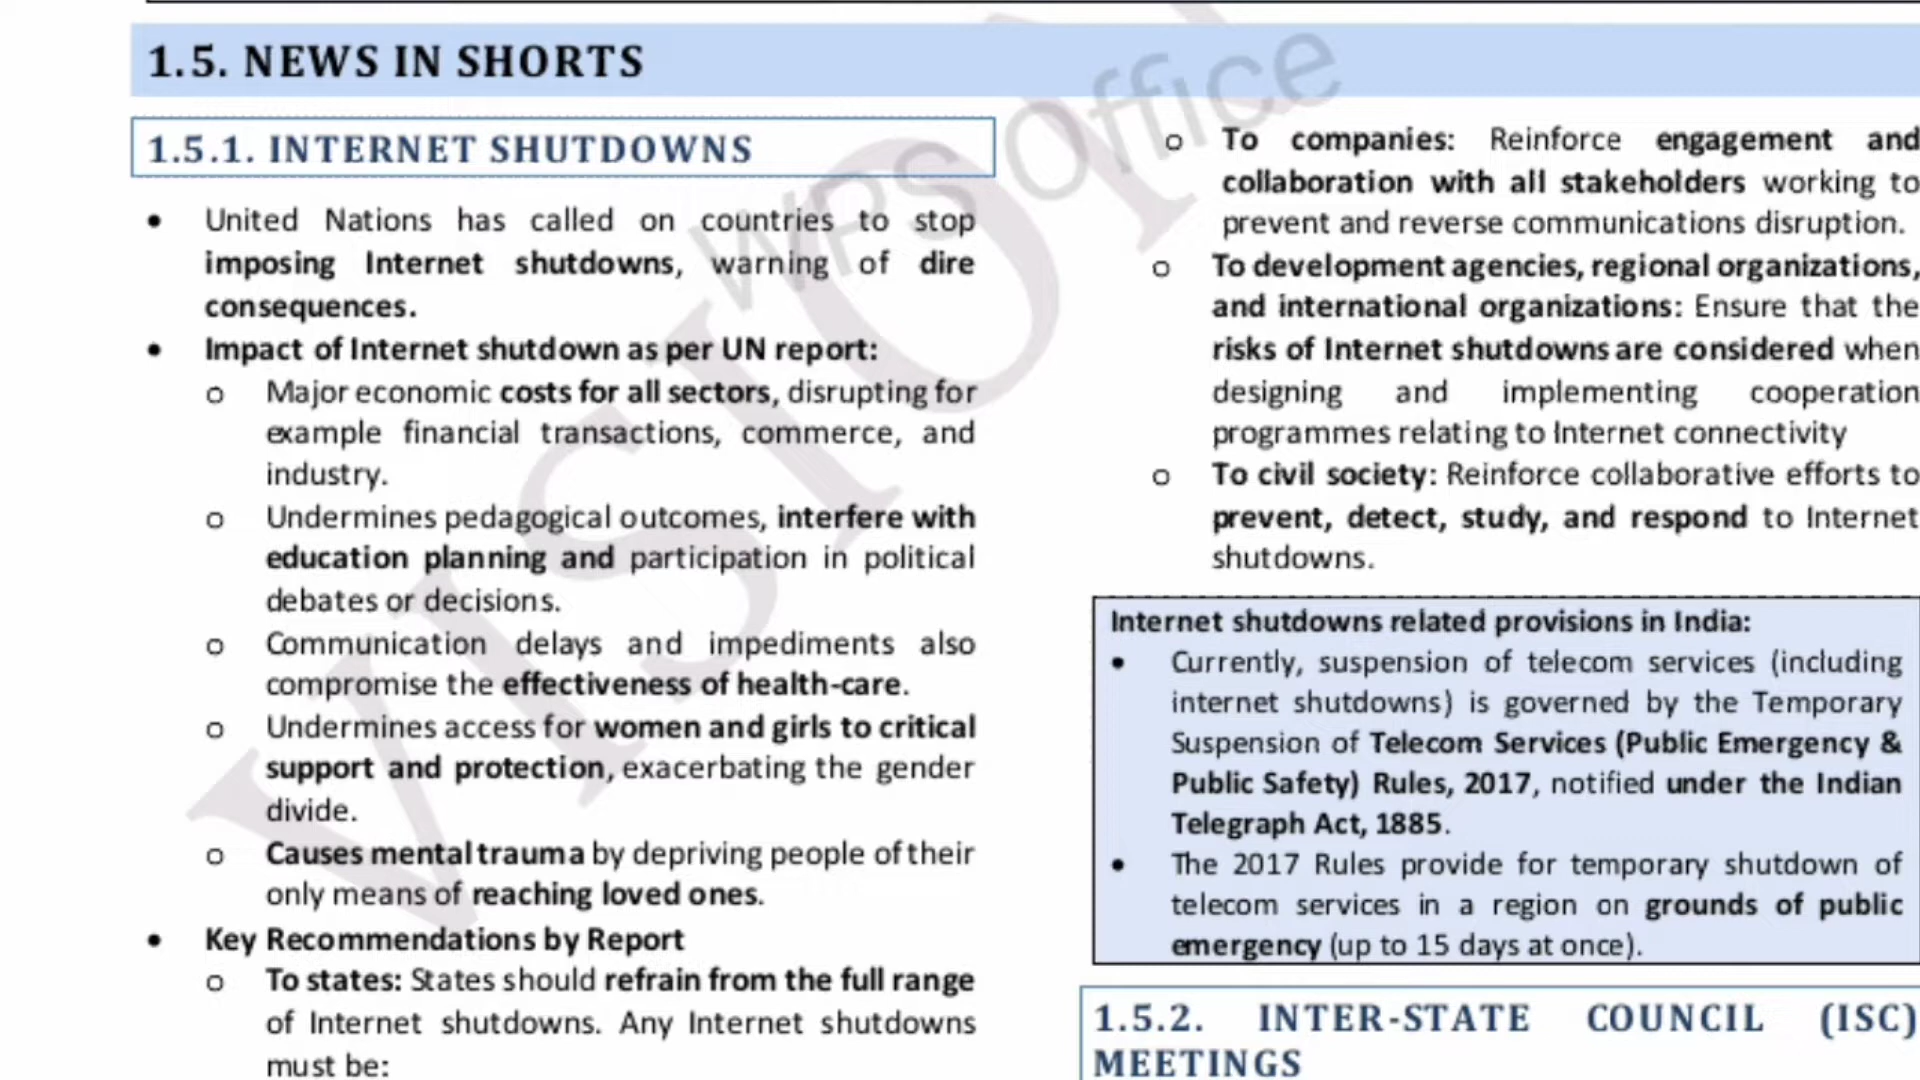 1.5. NEWS IN SHORTS
1.5.1. INTERNET SHUTDOWNS
• United Nations has called on countries to stop
imposing Internet shutdowns, warning of dire
consequences.
• Impact of Internet shutdown as per UN report:
o Major economic costs for all sectors, disrupting for
example financial transactions, commerce, and
industry.
o Undermines pedagogical outcomes, interfere with
education planning and participation in political
debates or decisions.
o Communication delays and impediments also
compromise the effectiveness of health-care.
o Undermines access for women and girls to critical
support and protection, exacerbating the gender
divide.
o Causes mental trauma by depriving people of their
only means of reaching loved ones.
• Key Recommendations by Report
o To states: States should refrain from the full range
of Internet shutdowns. Any Internet shutdowns
must be:
o To companies: Reinforce engagement and
collaboration with all stakeholders working to
prevent and reverse communications disruption.
o To development agencies, regional organizations,
and international organizations: Ensure that the
risks of Internet shutdowns are considered when
designing and implementing cooperation
programmes relating to Internet connectivity
o To civil society: Reinforce collaborative efforts to
prevent, detect, study, and respond to Internet
shutdowns.
Internet shutdowns related provisions in India:
• Currently, suspension of telecom services (including
internet shutdowns) is governed by the Temporary
Suspension of Telecom Services (Public Emergency &
Public Safety) Rules, 2017, notified under the Indian
Telegraph Act, 1885.
• The 2017 Rules provide for temporary shutdown of
telecom services in a region on grounds of public
emergency (up to 15 days at once).
1.5.2. INTER-STATE COUNCIL (ISC)
MEETINGS
WPS Office
VISION